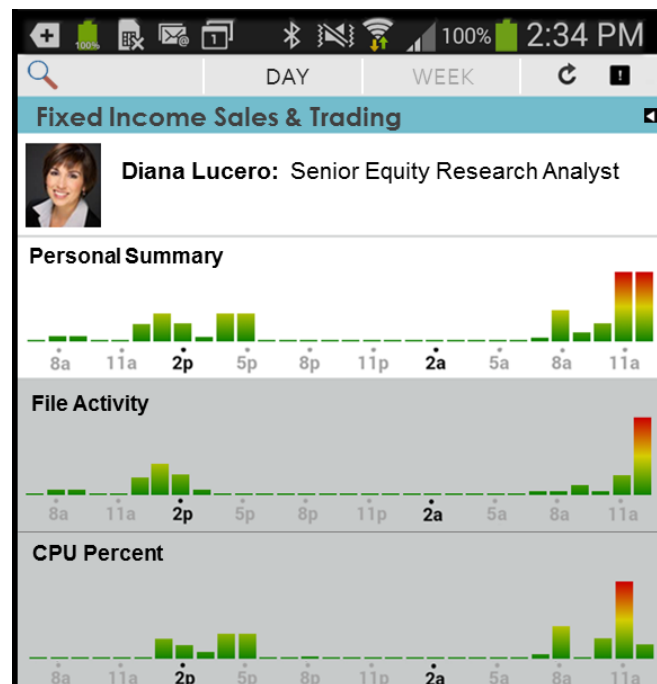 100% 1 100% 2:34 PM
DAY WEEK
Fixed Income Sales & Trading
Diana Lucero: Senior Equity Research Analyst
Personal Summary
8a 11a 2p 5p 8p 11p 2a 5a 8a 11a
File Activity
8a 11a 2p 5p 8p 11p 2a 5a 8a 11a
CPU Percent
8a 11a 2p 5p 8p 11p 2a 5a 8a 11a